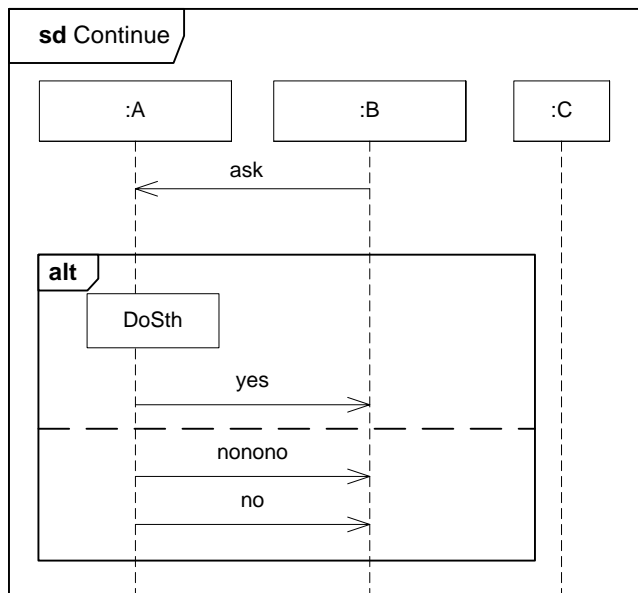 sd Continue
:A
:B
:C
ask
alt
DoSth
yes
nonono
no